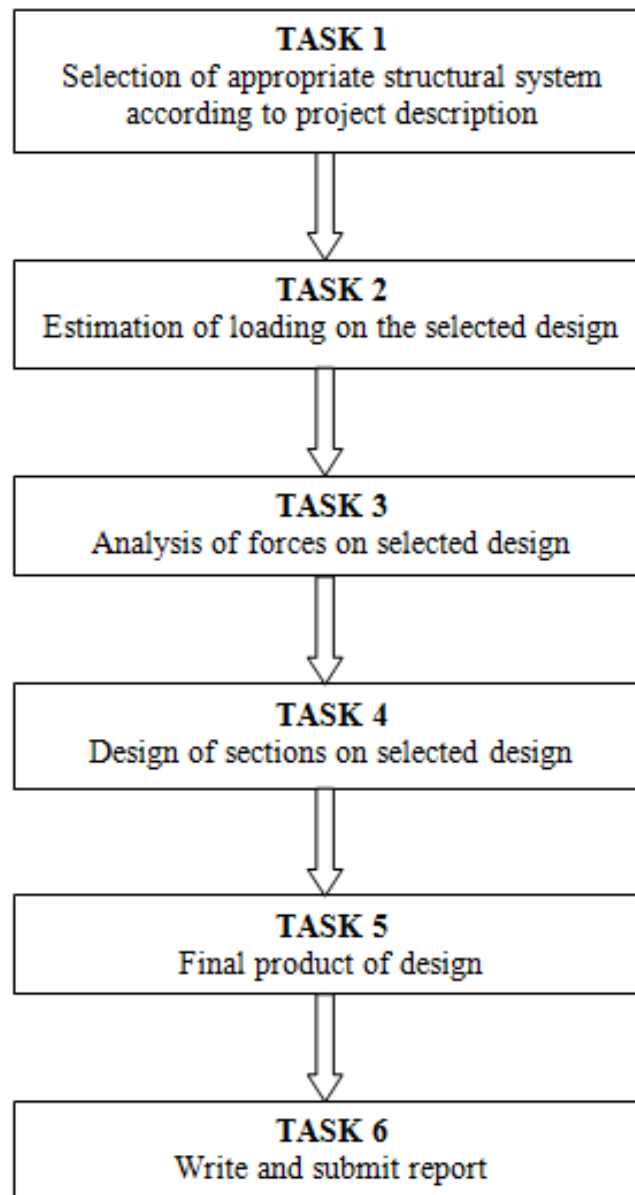 TASK 1
Selection of appropriate structural system
according to project description
TASK 2
Estimation of loading on the selected design
TASK 3
Analysis of forces on selected design
TASK 4
Design of sections on selected design
TASK 5
Final product of design
TASK 6
Write and submit report